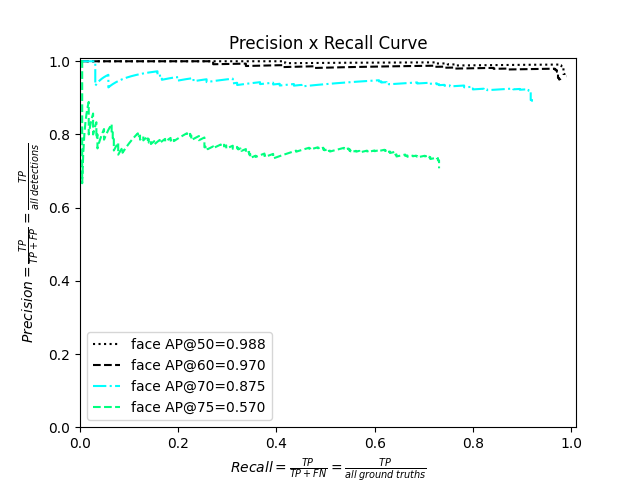 Precision x Recall Curve
Precision = TP / TP + FP = TP / all detections
1.0
0.8
0.6
0.4
0.2
0.0
face AP@50=0.988
face AP@60=0.970
face AP@70=0.875
face AP@75=0.570
0.0 0.2 0.4 0.6 0.8 1.0
Recall = TP / TP + FN = TP / all ground truths